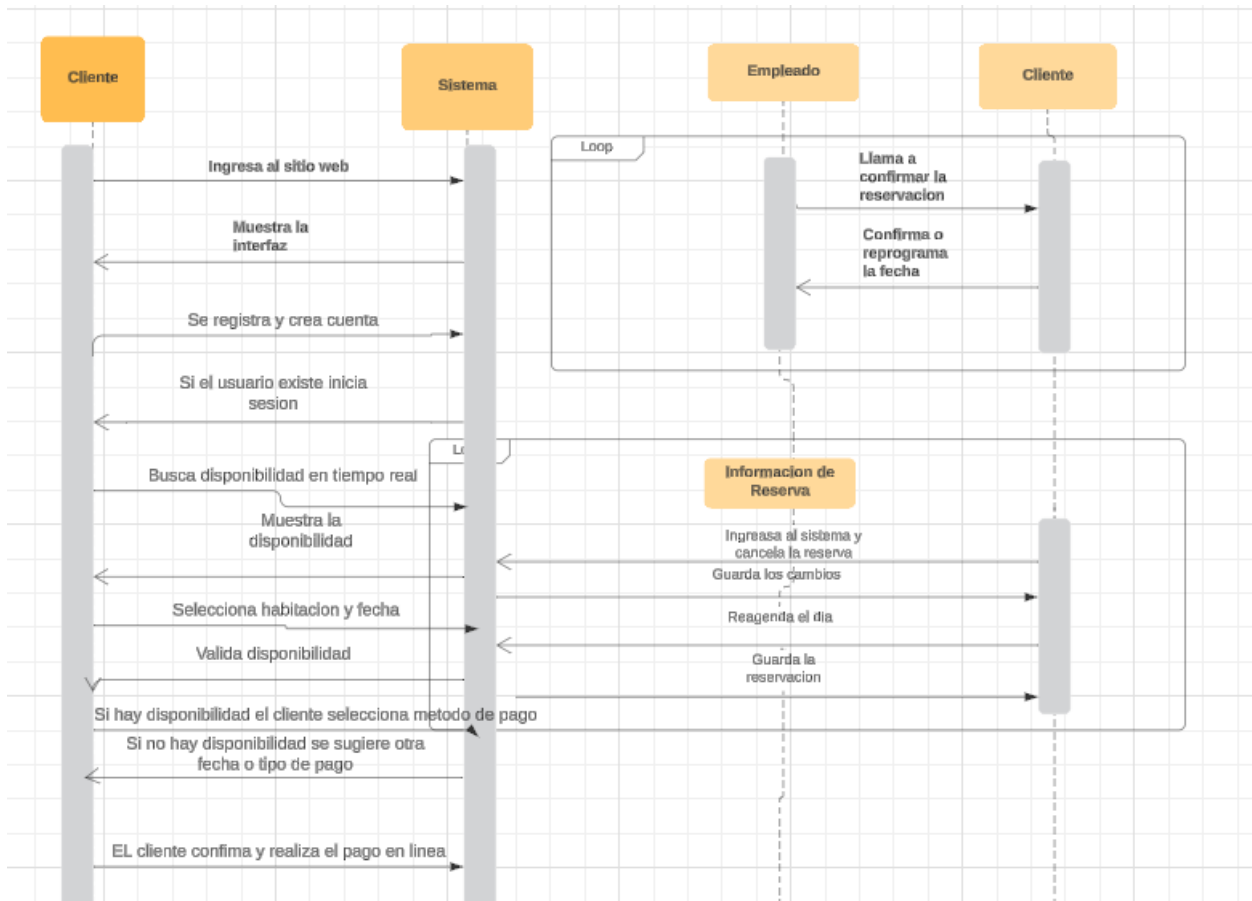 Cliente
Sistema
Empleado
Cliente
Ingresa al sitio web
Muestra la
interfaz
Se registra y crea cuenta
Si el usuario existe inicia
sesion
Busca disponibilidad en tiempo real
Muestra la
disponibilidad
Selecciona habitacion y fecha
Valida disponibilidad
Si hay disponibilidad el cliente selecciona metodo de pago
Si no hay disponibilidad se sugiere otra
fecha o tipo de pago
EL cliente confima y realiza el pago en linea
Loop
Llama a
confirmar la
reservacion
Confirma o
reprograma
la fecha
Informacion de
Reserva
Ingreasa al sistema y
cancela la reserva
Guarda los cambios
Reagenda el dia
Guarda la
reservacion